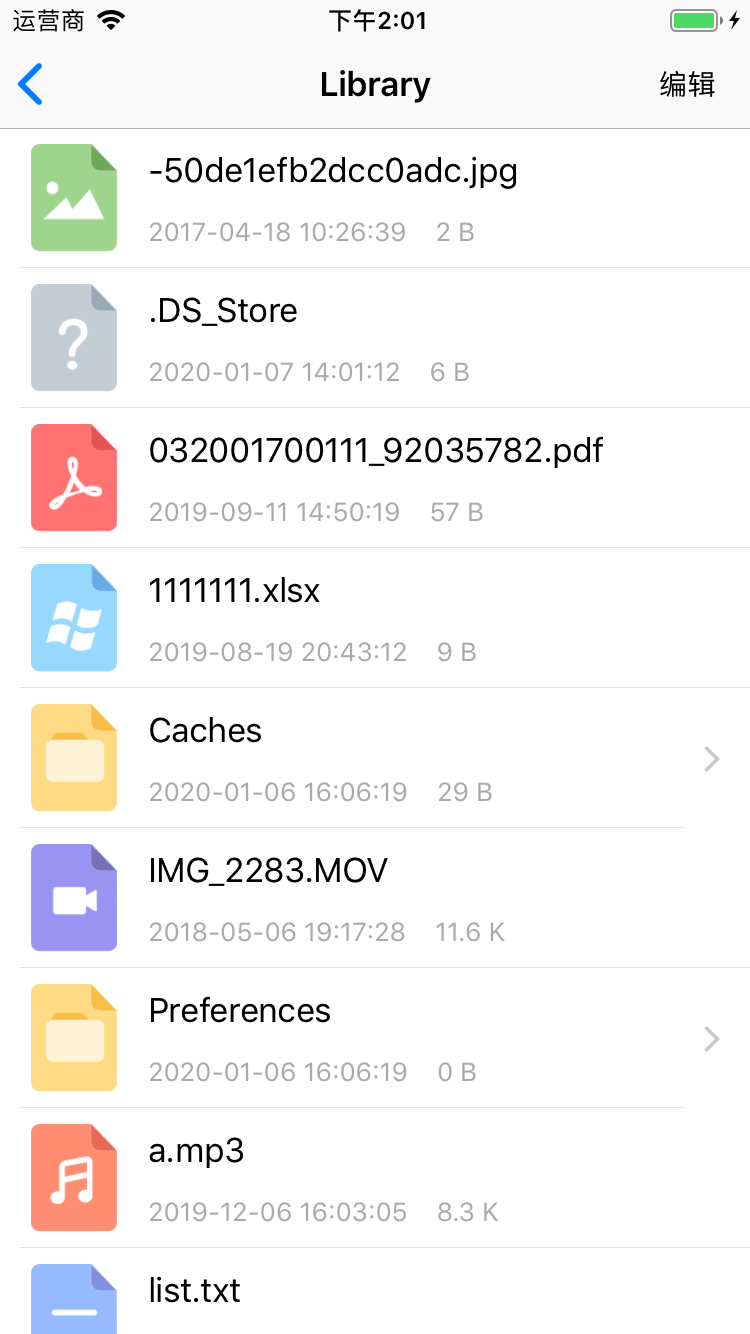 运营商 下午2:01
Library 编辑
-50de1efb2dcc0adc.jpg
2017-04-18 10:26:39 2 B
.DS_Store
2020-01-07 14:01:12 6 B
032001700111_92035782.pdf
2019-09-11 14:50:19 57 B
1111111.xlsx
2019-08-19 20:43:12 9 B
Caches
2020-01-06 16:06:19 29 B
IMG_2283.MOV
2018-05-06 19:17:28 11.6 K
Preferences
2020-01-06 16:06:19 0 B
a.mp3
2019-12-06 16:03:05 8.3 K
list.txt